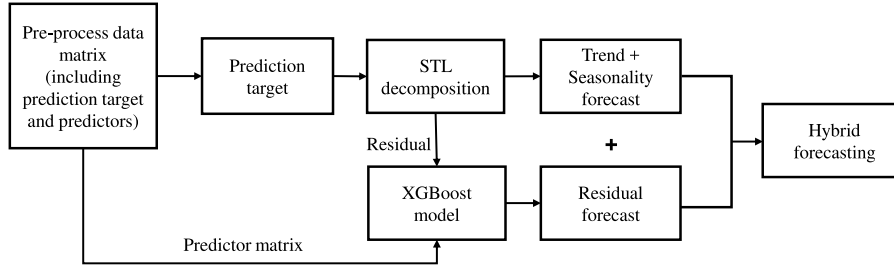 Pre-process data
matrix
(including
prediction target
and predictors)
Prediction
target
STL
decomposition
Trend +
Seasonality
forecast
Residual
+
Hybrid
forecasting
XGBoost
model
Residual
forecast
Predictor matrix